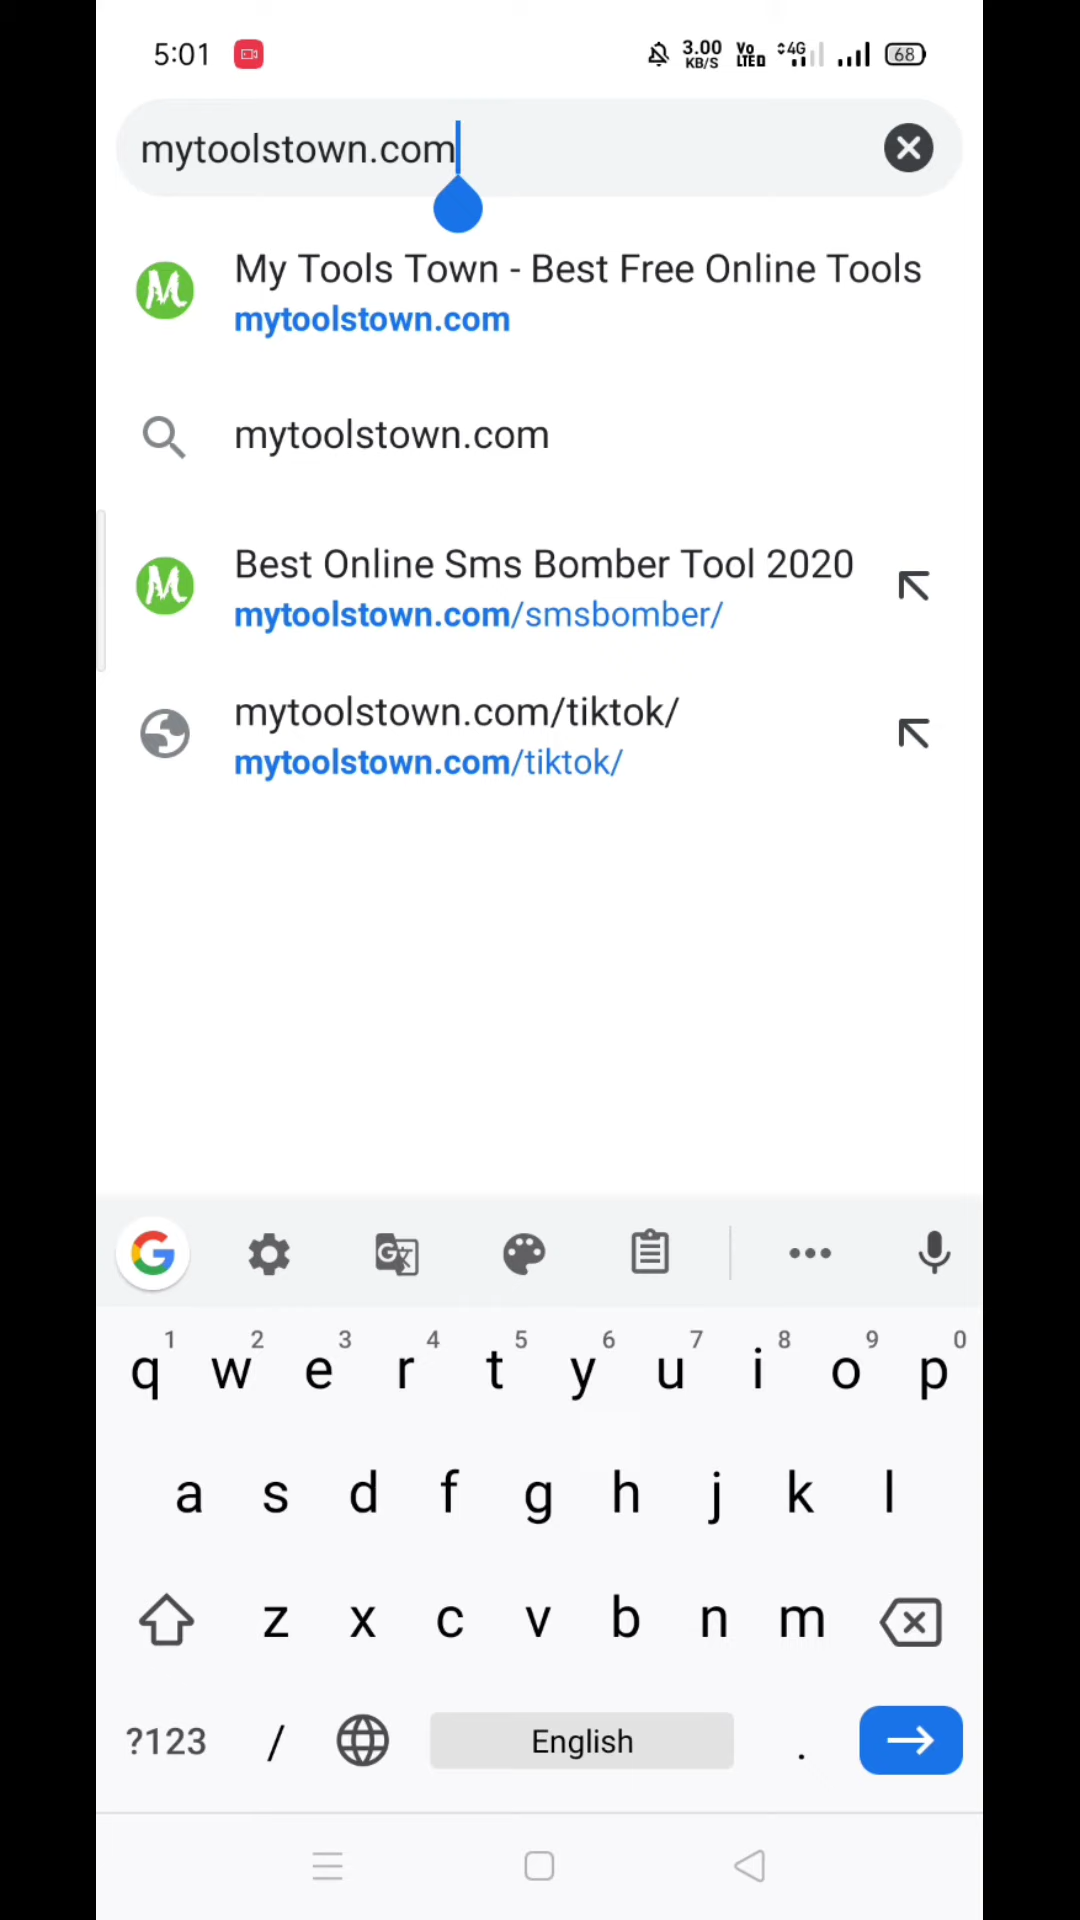 5:01 3.00 KB/S Vo LTE 4G 68
mytoolstown.com
My Tools Town - Best Free Online Tools
mytoolstown.com
mytoolstown.com
Best Online Sms Bomber Tool 2020
mytoolstown.com/smsbomber/
mytoolstown.com/tiktok/
mytoolstown.com/tiktok/
1 2 3 4 5 6 7 8 9 0
q w e r t y u i o p
a s d f g h j k l
z x c v b n m
?123 / English .